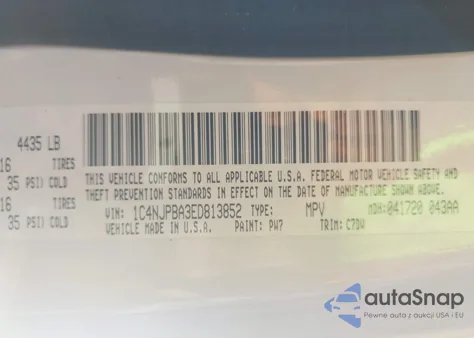 4435 LB
16 TIRES
35 PSI) COLD
16 TIRES
35 PSI) COLD
THIS VEHICLE CONFORMS TO ALL APPLICABLE U.S.A. FEDERAL MOTOR VEHICLE SAFETY AND
THEFT PREVENTION STANDARDS IN EFFECT ON THE DATE OF MANUFACTURE SHOWN ABOVE.
VIN: 1C4NJPBA3ED813852 TYPE: MPV MDH:041720 043AA
VEHICLE MADE IN U.S.A. PAINT: PW7 TRIM: C7DV
autoSnap
Pewne auta z aukcji USA i EU